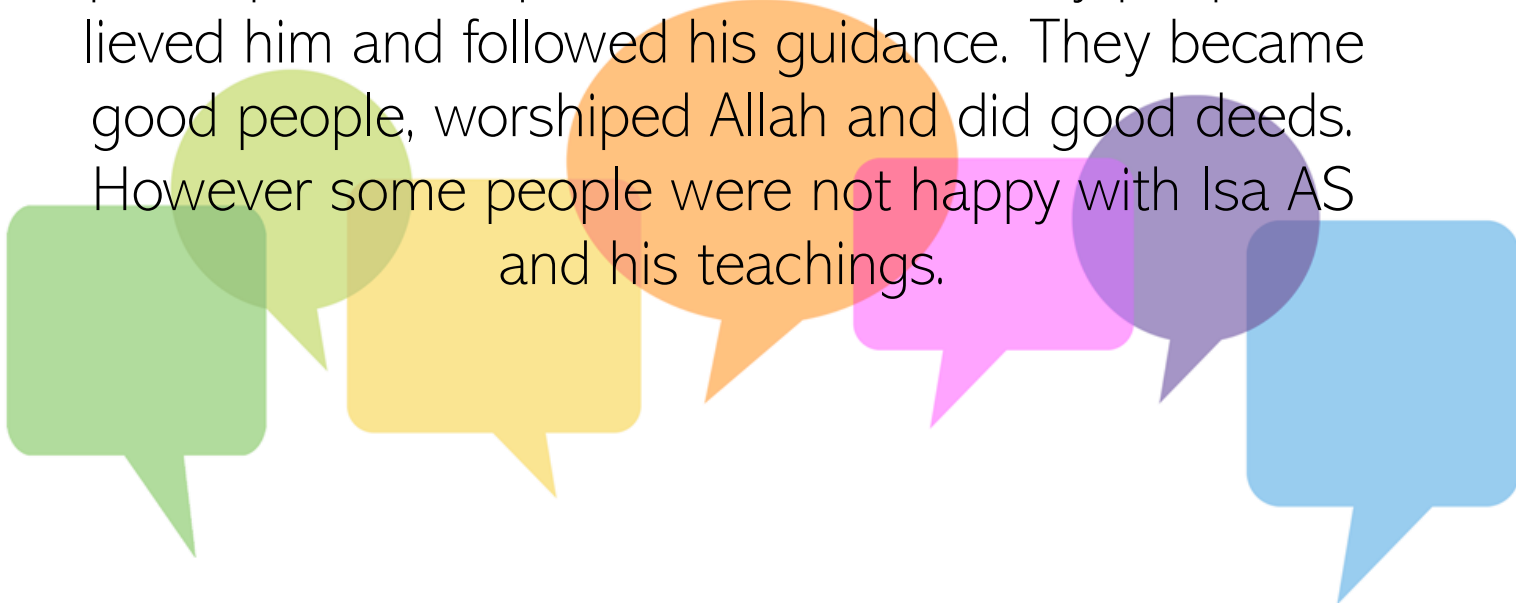 lieved him and followed his guidance. They became
good people, worshiped Allah and did good deeds.
However some people were not happy with Isa AS
and his teachings.